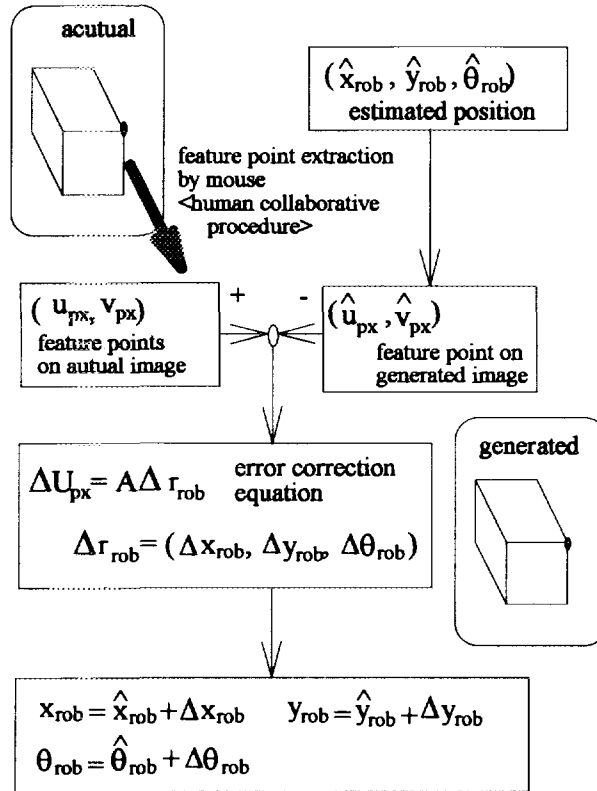 acutual
(x̂rob, ŷrob, θ̂rob)
estimated position
feature point extraction
by mouse
<human collaborative
procedure>
+ -
(upx, vpx)
feature points
on autual image
(ûpx, v̂px)
feature point on
generated image
ΔUpx = AΔrrob error correction
equation
Δrrob = (Δxrob, Δyrob, Δθrob)
generated
xrob = x̂rob + Δxrob yrob = ŷrob + Δyrob
θrob = θ̂rob + Δθrob